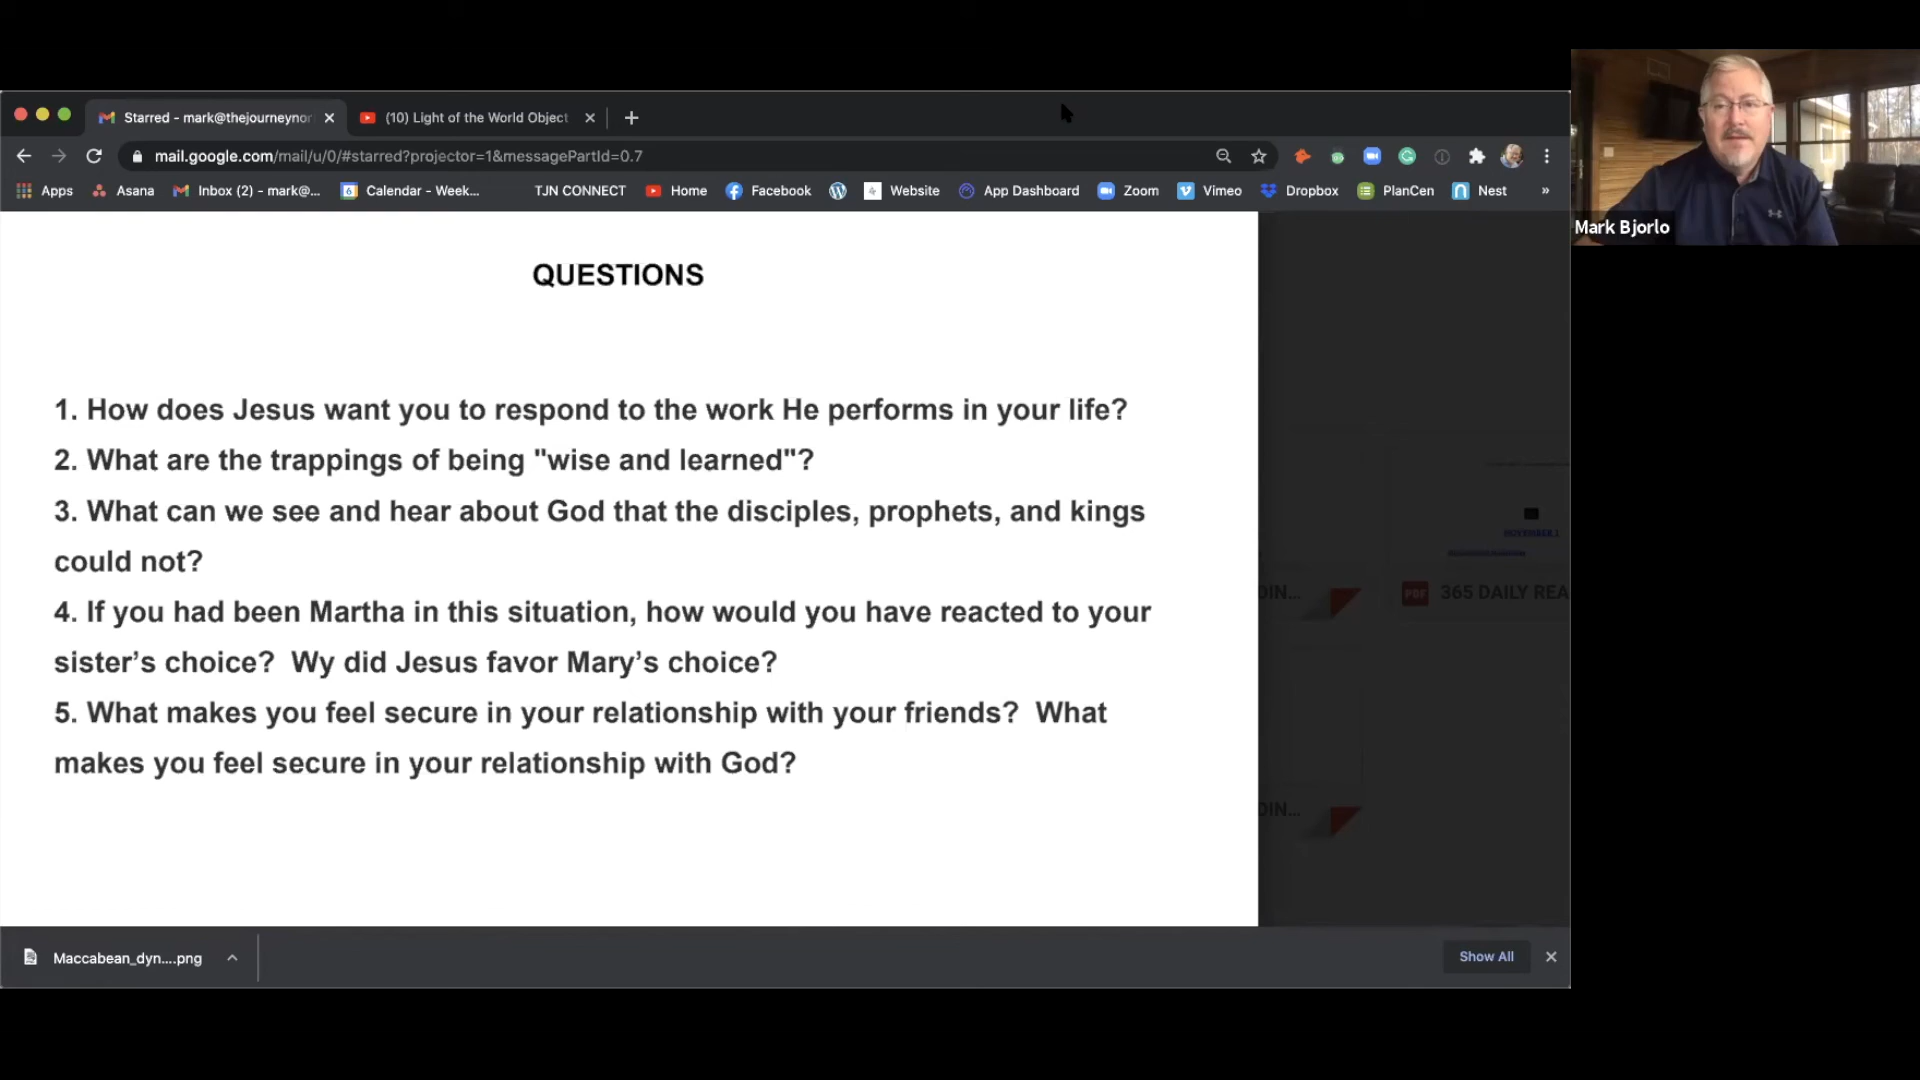 Starred - mark@thejourneynor
(10) Light of the World Object
mail.google.com/mail/u/0/#starred?projector=1&messagePartId=0.7
Apps Asana Inbox (2) - mark@... Calendar - Week... TJN CONNECT Home Facebook Website App Dashboard Zoom Vimeo Dropbox PlanCen Nest »
Mark Bjorlo
QUESTIONS
1. How does Jesus want you to respond to the work He performs in your life?
2. What are the trappings of being "wise and learned"?
3. What can we see and hear about God that the disciples, prophets, and kings
could not?
4. If you had been Martha in this situation, how would you have reacted to your
sister’s choice?  Wy did Jesus favor Mary’s choice?
5. What makes you feel secure in your relationship with your friends?  What
makes you feel secure in your relationship with God?
NOVEMBER 1
DIN...
PDF 365 DAILY REA
DIN...
Maccabean_dyn....png
Show All